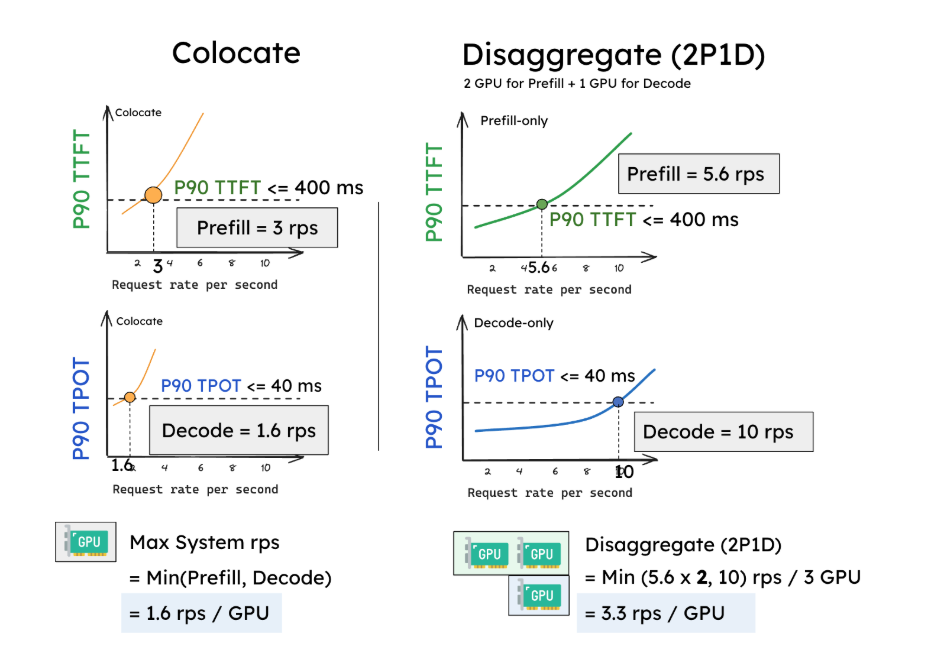 Colocate
P90 TTFT
Colocate
P90 TTFT <= 400 ms
Prefill = 3 rps
2 4 6 8 10
3
Request rate per second
P90 TPOT
Colocate
P90 TPOT <= 40 ms
Decode = 1.6 rps
2 4 6 8 10
1.6
Request rate per second
GPU
Max System rps
= Min(Prefill, Decode)
= 1.6 rps / GPU
Disaggregate (2P1D)
2 GPU for Prefill + 1 GPU for Decode
P90 TTFT
Prefill-only
Prefill = 5.6 rps
P90 TTFT <= 400 ms
2 4 6 8 10
5.6
Request rate per second
P90 TPOT
Decode-only
P90 TPOT <= 40 ms
Decode = 10 rps
2 4 6 8 10
10
Request rate per second
GPU GPU
GPU
Disaggregate (2P1D)
= Min (5.6 x 2, 10) rps / 3 GPU
= 3.3 rps / GPU